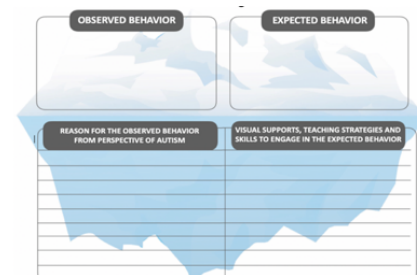 OBSERVED BEHAVIOR
EXPECTED BEHAVIOR
REASON FOR THE OBSERVED BEHAVIOR
FROM PERSPECTIVE OF AUTISM
VISUAL SUPPORTS, TEACHING STRATEGIES AND
SKILLS TO ENGAGE IN THE EXPECTED BEHAVIOR